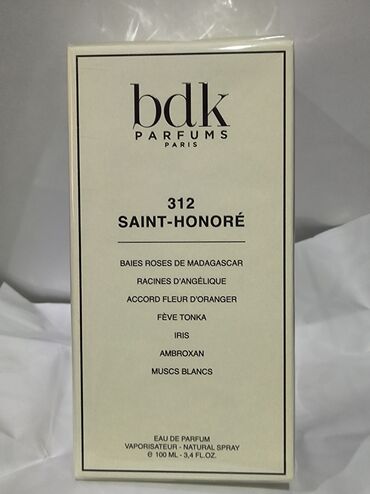 bdk
PARFUMS
PARIS
312
SAINT-HONORÉ
BAIES ROSES DE MADAGASCAR
RACINES D'ANGÉLIQUE
ACCORD FLEUR D'ORANGER
FÈVE TONKA
IRIS
AMBROXAN
MUSCS BLANCS
EAU DE PARFUM
VAPORISATEUR - NATURAL SPRAY
℮ 100 ML - 3,4 FL.OZ.